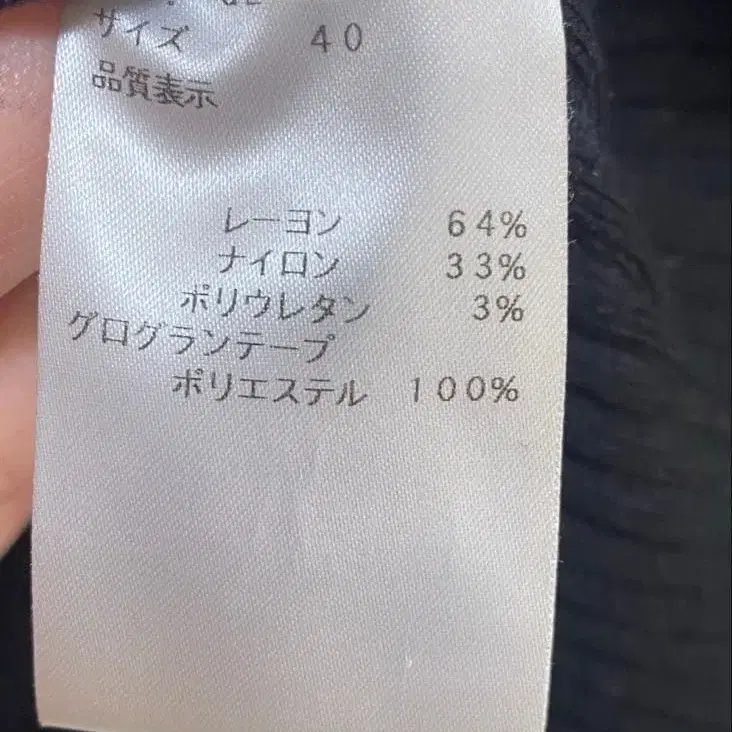 サイズ 40
品質表示
レーヨン 64%
ナイロン 33%
ポリウレタン 3%
グログランテープ
ポリエステル 100%